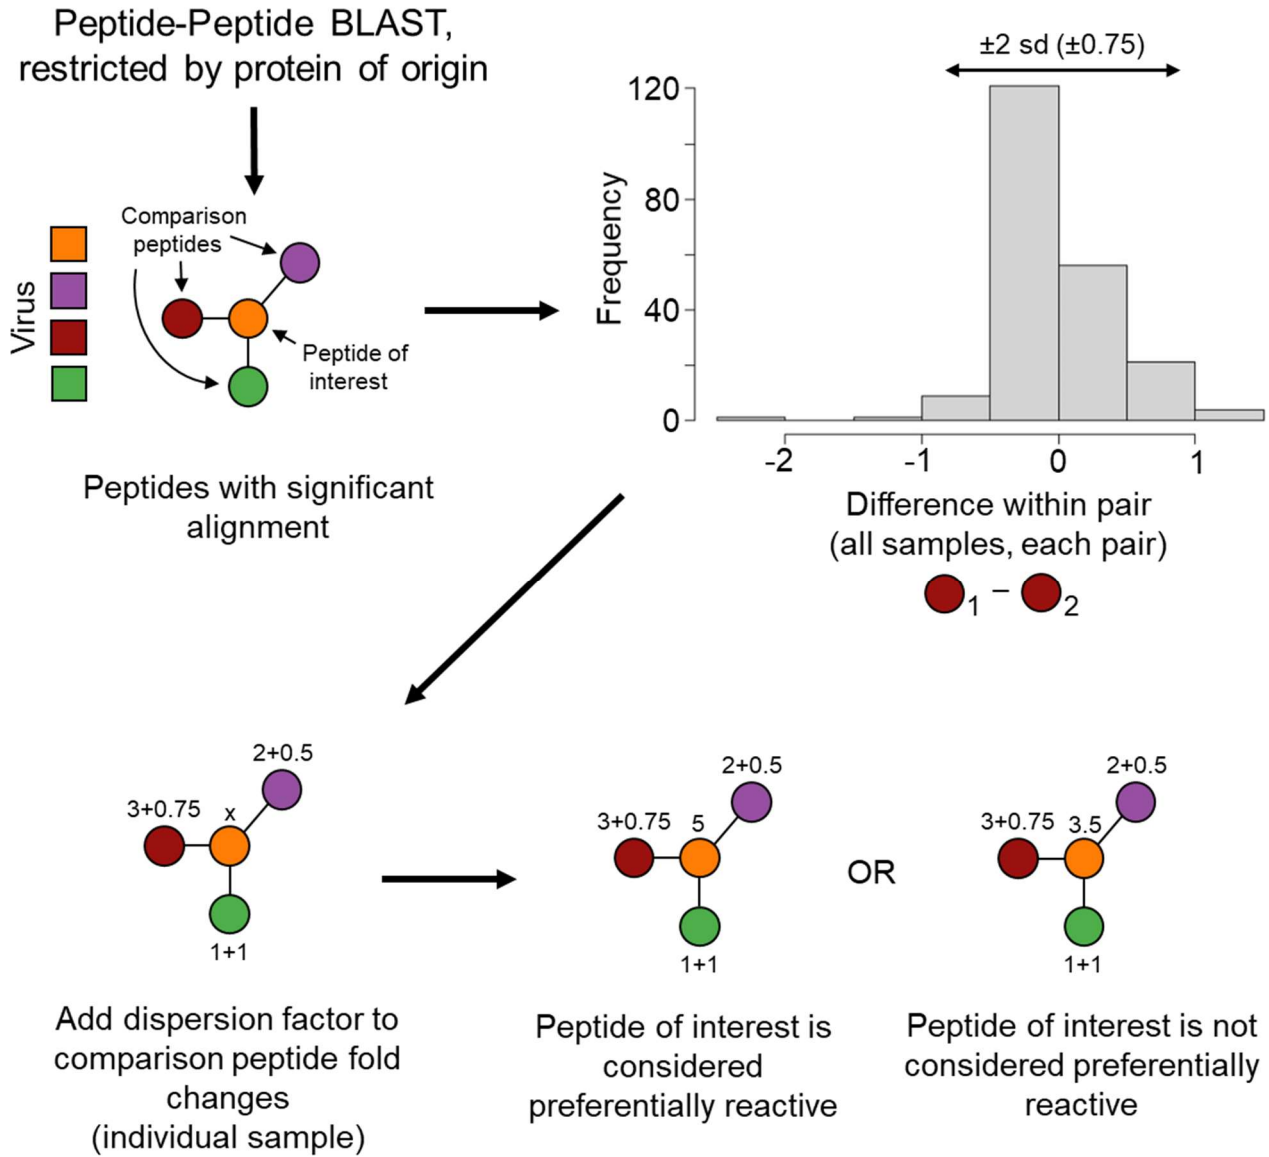 Peptide-Peptide BLAST,
restricted by protein of origin
Virus
Comparison
peptides
Peptide of
interest
Peptides with significant
alignment
±2 sd (±0.75)
Frequency
120
80
40
0
-2
-1
0
1
Difference within pair
(all samples, each pair)
1 − 2
2+0.5
3+0.75
x
1+1
Add dispersion factor to
comparison peptide fold
changes
(individual sample)
2+0.5
3+0.75
5
1+1
Peptide of interest is
considered
preferentially reactive
OR
2+0.5
3+0.75
3.5
1+1
Peptide of interest is not
considered preferentially
reactive